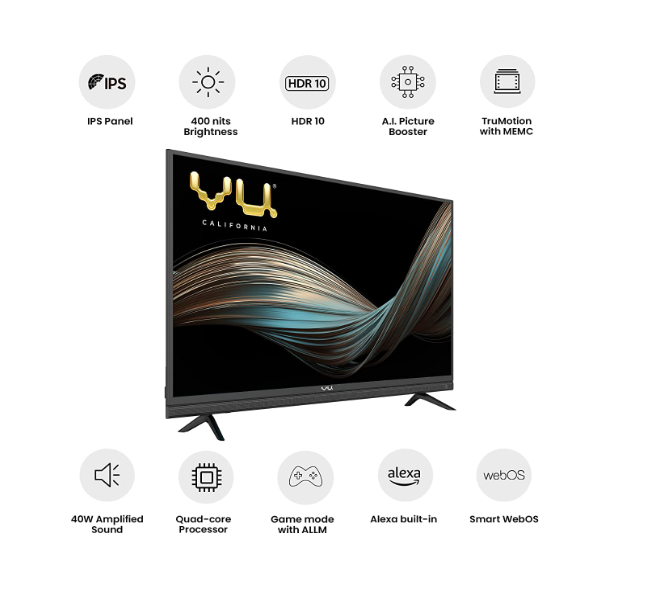 IPS
HDR 10
IPS Panel
400 nits
Brightness
HDR 10
A.I. Picture
Booster
TruMotion
with MEMC
VU
CALIFORNIA
VU
alexa
webOS
40W Amplified
Sound
Quad-core
Processor
Game mode
with ALLM
Alexa built-in
Smart WebOS